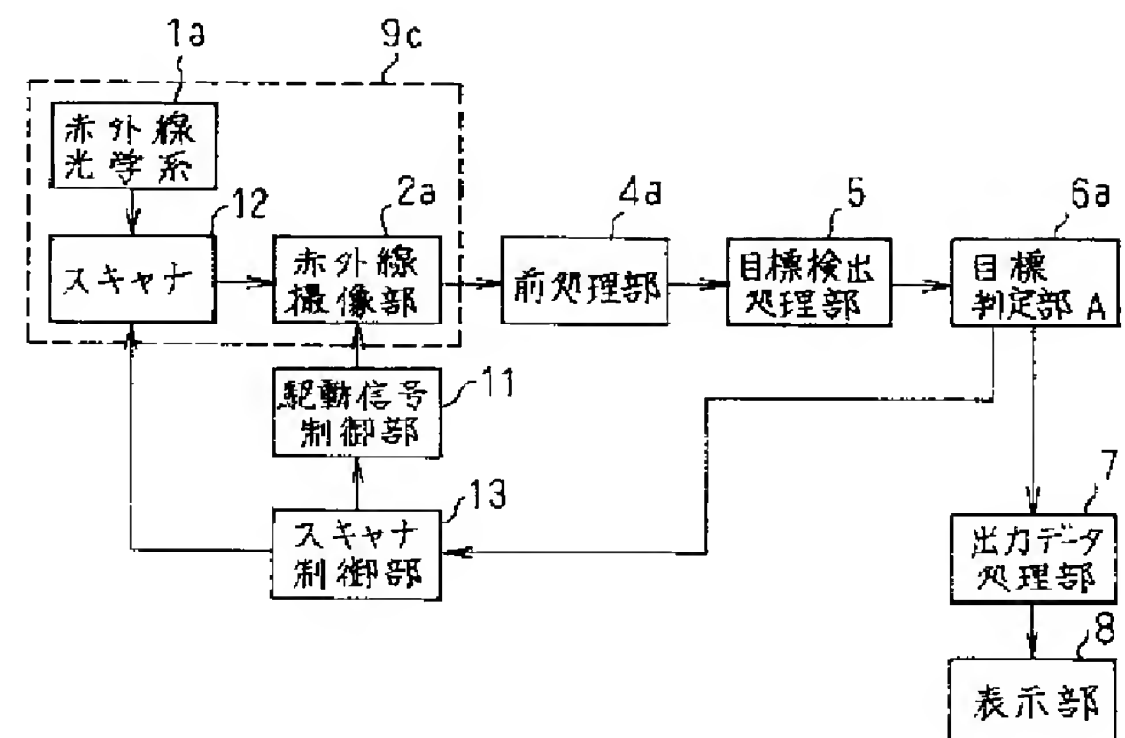 1a
9c
赤外線
光学系
12
2a
4a
5
6a
スキャナ
赤外線
撮像部
前処理部
目標検出
処理部
目標
判定部A
駆動信号
制御部
11
13
スキャナ
制御部
7
出力データ
処理部
8
表示部